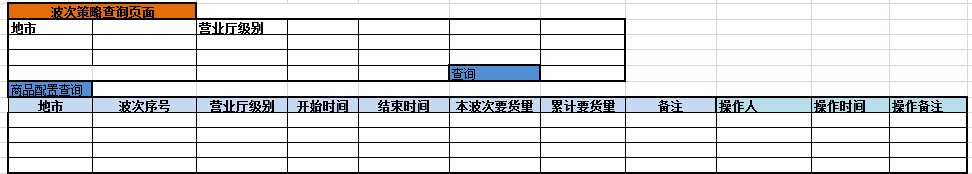 波次策略查询页面
地市 营业厅级别
查询
商品配置查询
地市 波次序号 营业厅级别 开始时间 结束时间 本波次要货量 累计要货量 备注 操作人 操作时间 操作备注